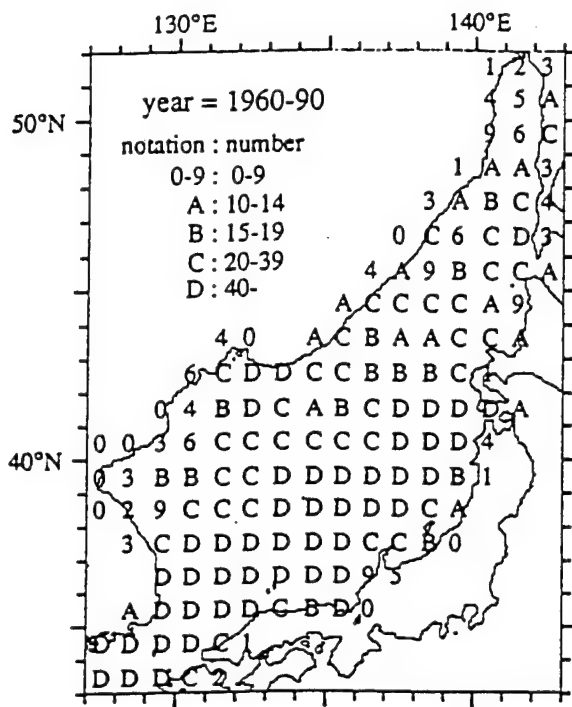 130°E 140°E
1 2 3
year = 1960-90 4 5 A
50°N
9 6 C
notation : number
1 A A 3
0-9 : 0-9
A : 10-14 3 A B C 4
B : 15-19 0 C 6 C D 3
C : 20-39 4 A 9 B C C A
D : 40-
A C C C C A 9
4 0 A C B A A C C A
6 C D D C C B B B C
0 4 B D C A B C D D D D A
0 0 3 6 C C C C C C D D D 4
40°N
0 3 B B C C D D D D D D B 1
0 2 9 C C C D D D D D C A
3 C D D D D D D C C B 0
D D D D D D D 9 5
A D D D D C B D 0
D D D D C 1
D D D C 2